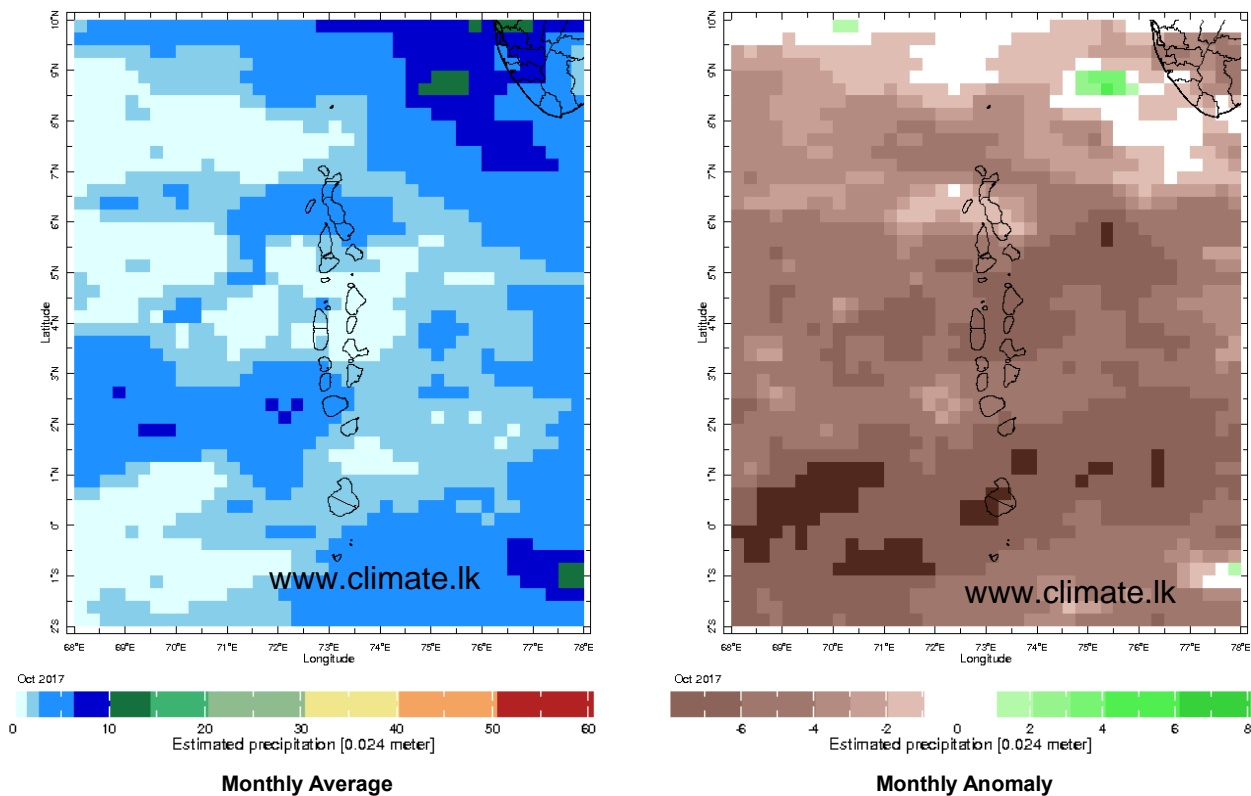 10°N
9°N
8°N
7°N
6°N
5°N
4°N
3°N
2°N
1°N
0°
1°S
2°S
Latitude
www.climate.lk
68°E 69°E 70°E 71°E 72°E 73°E 74°E 75°E 76°E 77°E 78°E
Longitude
Oct 2017
0 10 20 30 40 50 60
Estimated precipitation [0.024 meter]
Monthly Average
10°N
9°N
8°N
7°N
6°N
5°N
4°N
3°N
2°N
1°N
0°
1°S
2°S
Latitude
www.climate.lk
68°E 69°E 70°E 71°E 72°E 73°E 74°E 75°E 76°E 77°E 78°E
Longitude
Oct 2017
-6 -4 -2 0 2 4 6 8
Estimated precipitation [0.024 meter]
Monthly Anomaly